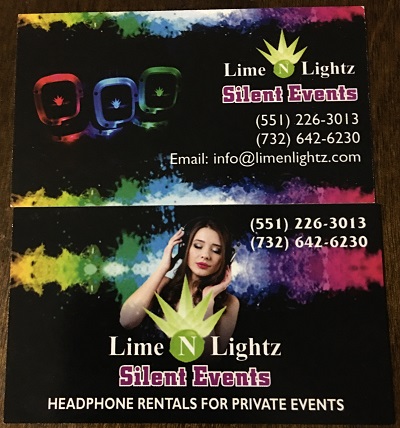 Lime N Lightz
Silent Events
(551) 226-3013
(732) 642-6230
Email: info@limenlightz.com
(551) 226-3013
(732) 642-6230
Lime N Lightz
Silent Events
HEADPHONE RENTALS FOR PRIVATE EVENTS